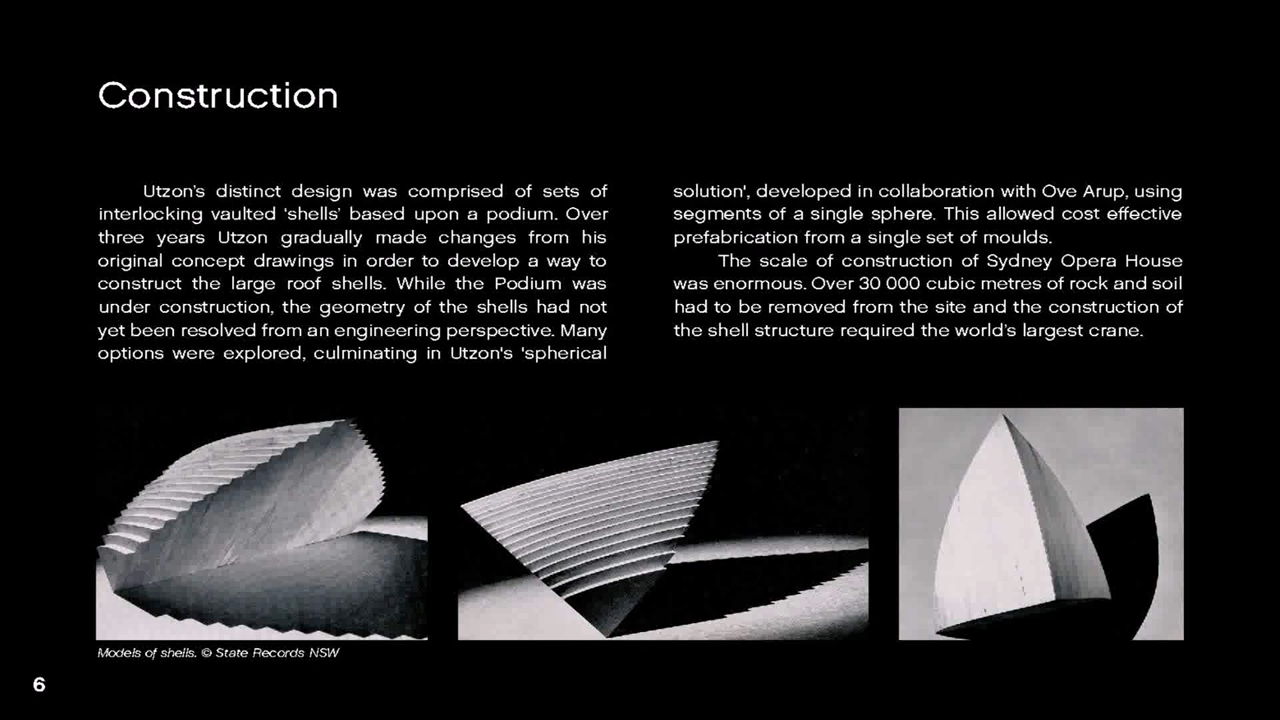 Construction
Utzon's distinct design was comprised of sets of
interlocking vaulted 'shells' based upon a podium. Over
three years Utzon gradually made changes from his
original concept drawings in order to develop a way to
construct the large roof shells. While the Podium was
under construction, the geometry of the shells had not
yet been resolved from an engineering perspective. Many
options were explored, culminating in Utzon's 'spherical
solution', developed in collaboration with Ove Arup, using
segments of a single sphere. This allowed cost effective
prefabrication from a single set of moulds.
The scale of construction of Sydney Opera House
was enormous. Over 30 000 cubic metres of rock and soil
had to be removed from the site and the construction of
the shell structure required the world's largest crane.
Models of shells. © State Records NSW
6